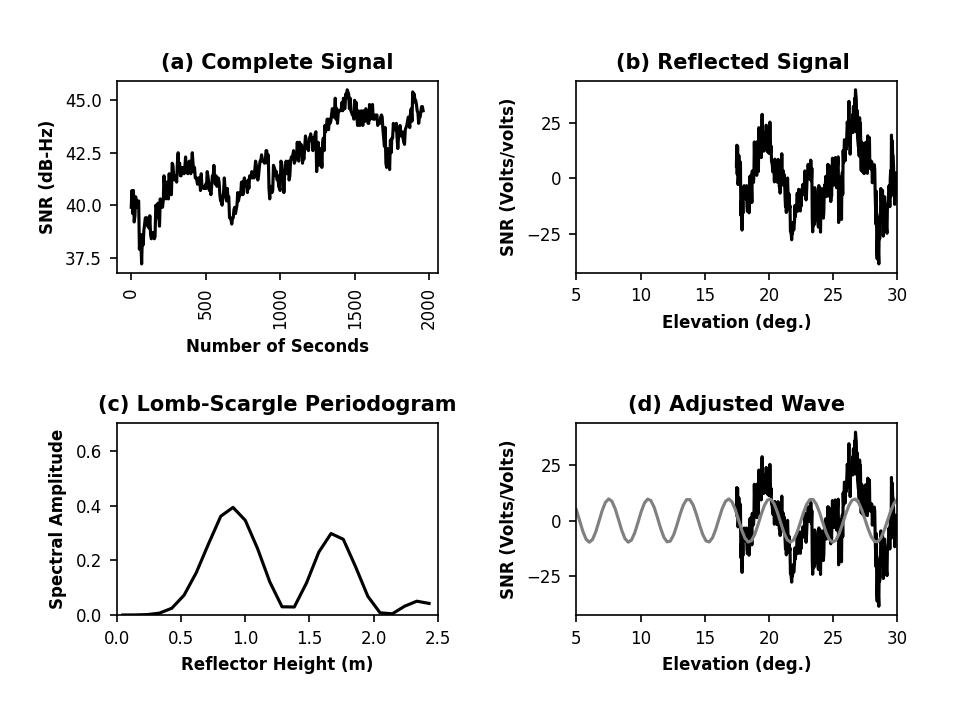 (a) Complete Signal
SNR (dB-Hz)
45.0
42.5
40.0
37.5
0
500
1000
1500
2000
Number of Seconds
(b) Reflected Signal
SNR (Volts/volts)
25
0
−25
5 10 15 20 25 30
Elevation (deg.)
(c) Lomb-Scargle Periodogram
Spectral Amplitude
0.6
0.4
0.2
0.0
0.0 0.5 1.0 1.5 2.0 2.5
Reflector Height (m)
(d) Adjusted Wave
SNR (Volts/Volts)
25
0
−25
5 10 15 20 25 30
Elevation (deg.)